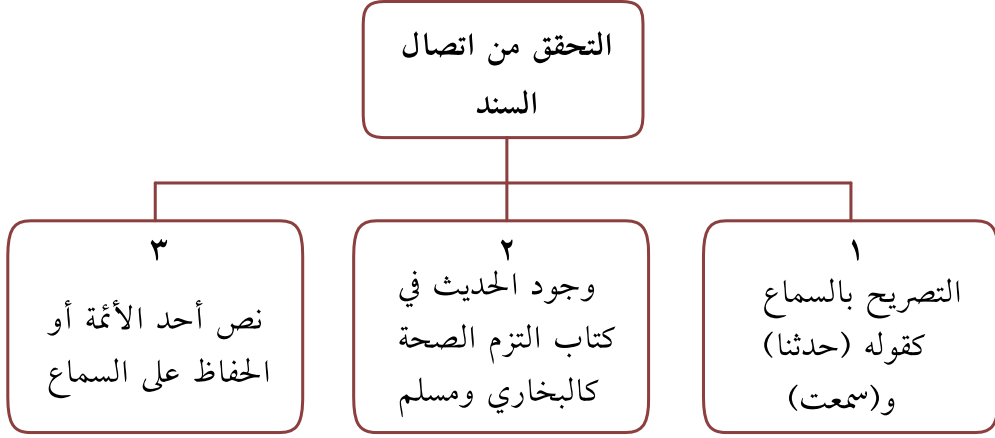 التحقق من اتصال
السند
١
التصريح بالسماع
كقوله (حدثنا)
و(سمعت)
٢
وجود الحديث في
كتاب التزم الصحة
كالبخاري ومسلم
٣
نص أحد الأئمة أو
الحفاظ على السماع